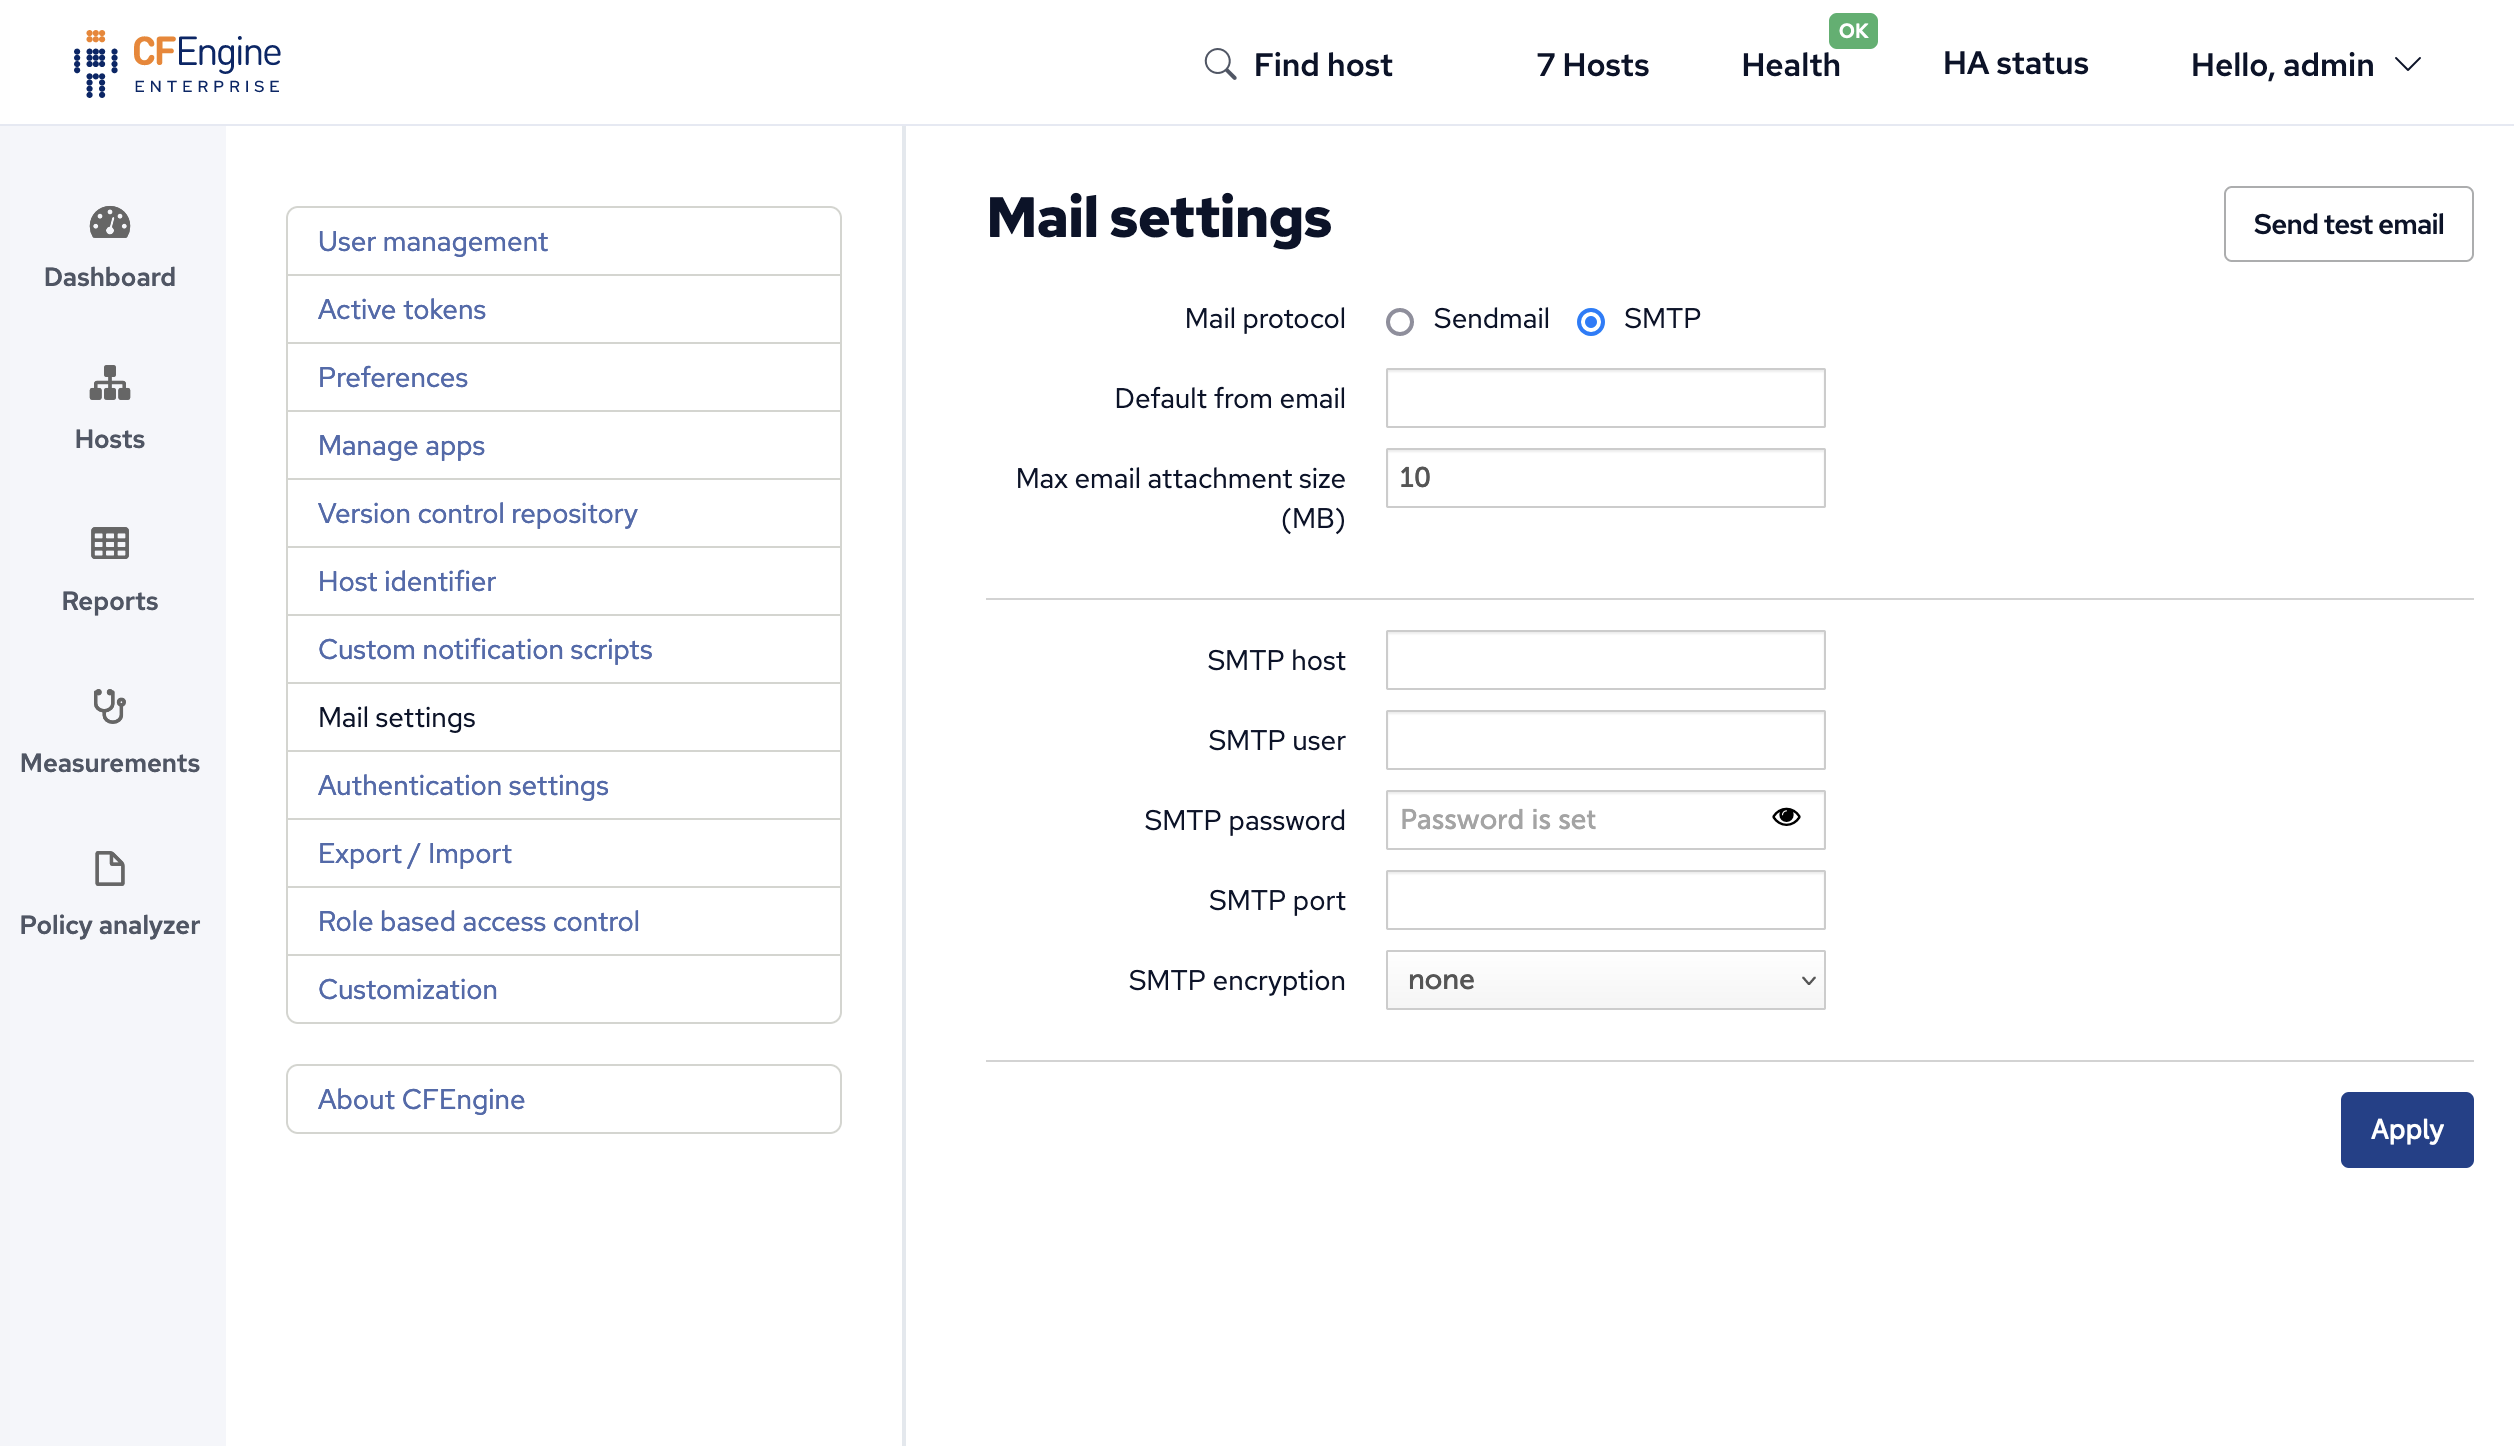 CFEngine
ENTERPRISE
Find host
7 Hosts
Health
OK
HA status
Hello, admin
Dashboard
Hosts
Reports
Measurements
Policy analyzer
User management
Active tokens
Preferences
Manage apps
Version control repository
Host identifier
Custom notification scripts
Mail settings
Authentication settings
Export / Import
Role based access control
Customization
About CFEngine
Mail settings
Send test email
Mail protocol
Sendmail
SMTP
Default from email
Max email attachment size
(MB)
10
SMTP host
SMTP user
SMTP password
Password is set
SMTP port
SMTP encryption
none
Apply